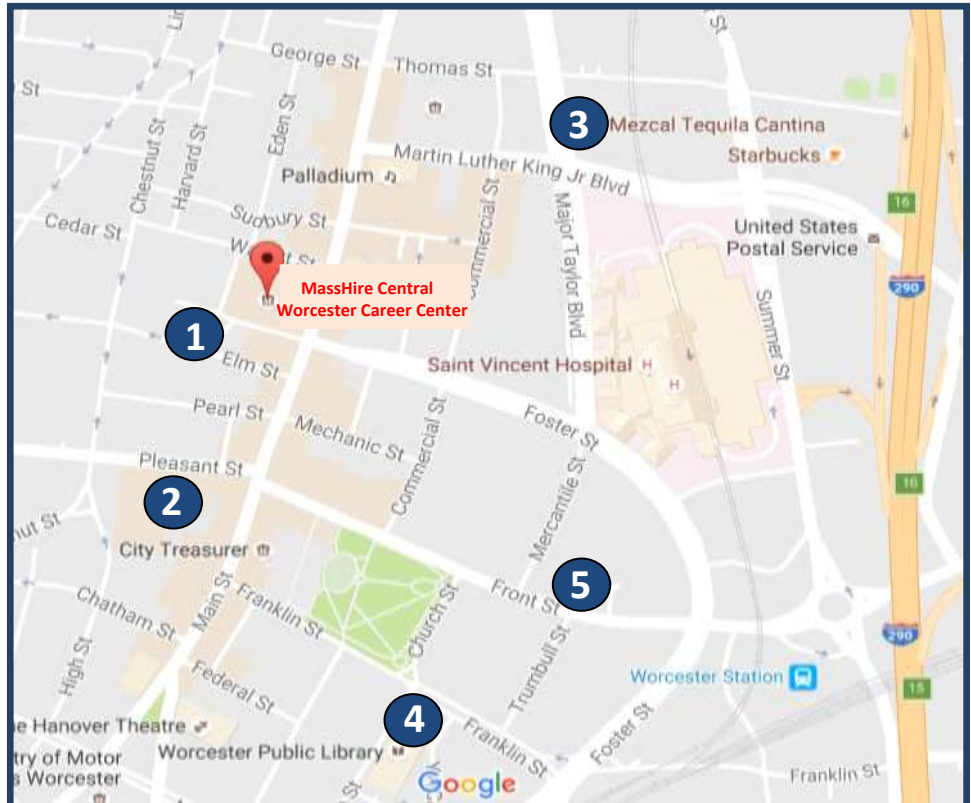 George St
Thomas St
St
3
Mezcal Tequila Cantina
Starbucks
Eden St
Chestnut St
Harvard St
Palladium
Martin Luther King Jr Blvd
Commercial St
Major Taylor Blvd
16
United States
Postal Service
Cedar St
Sudbury St
290
MassHire Central
Worcester Career Center
Summer St
1
Elm St
Saint Vincent Hospital H
H
Pearl St
Mechanic St
Commercial St
Foster St
Pleasant St
16
2
Mercantile St
City Treasurer
5
Front St
Chatham St
Main St
Franklin St
Church St
290
High St
Federal St
Trumbull St
Worcester Station
15
4
Foster St
e Hanover Theatre
Worcester Public Library
Franklin St
try of Motor
s Worcester
Google
Franklin St